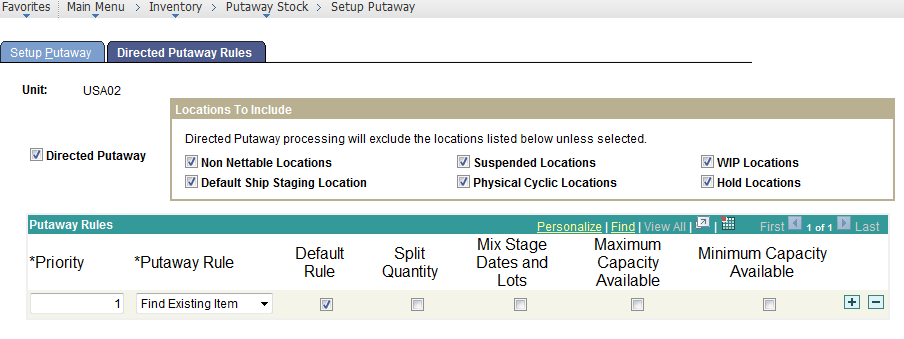 Favorites Main Menu > Inventory > Putaway Stock > Setup Putaway
Setup Putaway Directed Putaway Rules
Unit: USA02
Locations To Include
Directed Putaway processing will exclude the locations listed below unless selected.
Directed Putaway
Non Nettable Locations Suspended Locations WIP Locations
Default Ship Staging Location Physical Cyclic Locations Hold Locations
Putaway Rules Personalize | Find | View All | | First 1 of 1 Last
*Priority *Putaway Rule Default Rule Split Quantity Mix Stage Dates and Lots Maximum Capacity Available Minimum Capacity Available
1 Find Existing Item